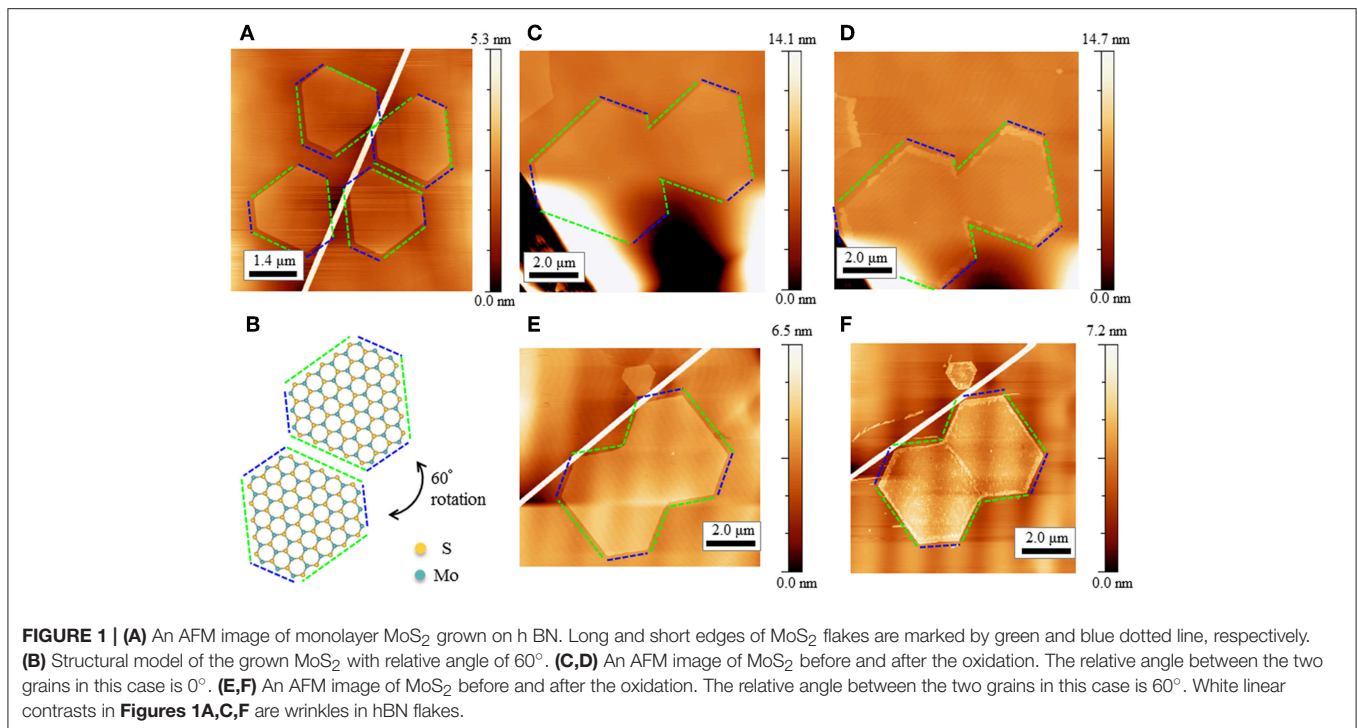 A
5.3 nm
1.4 µm
0.0 nm
C
14.1 nm
2.0 µm
0.0 nm
D
14.7 nm
2.0 µm
0.0 nm
B
60°
rotation
S
Mo
E
6.5 nm
2.0 µm
0.0 nm
F
7.2 nm
2.0 µm
0.0 nm
FIGURE 1 | (A) An AFM image of monolayer MoS₂ grown on h BN. Long and short edges of MoS₂ flakes are marked by green and blue dotted line, respectively.
(B) Structural model of the grown MoS₂ with relative angle of 60°. (C,D) An AFM image of MoS₂ before and after the oxidation. The relative angle between the two
grains in this case is 0°. (E,F) An AFM image of MoS₂ before and after the oxidation. The relative angle between the two grains in this case is 60°. White linear
contrasts in Figures 1A,C,F are wrinkles in hBN flakes.